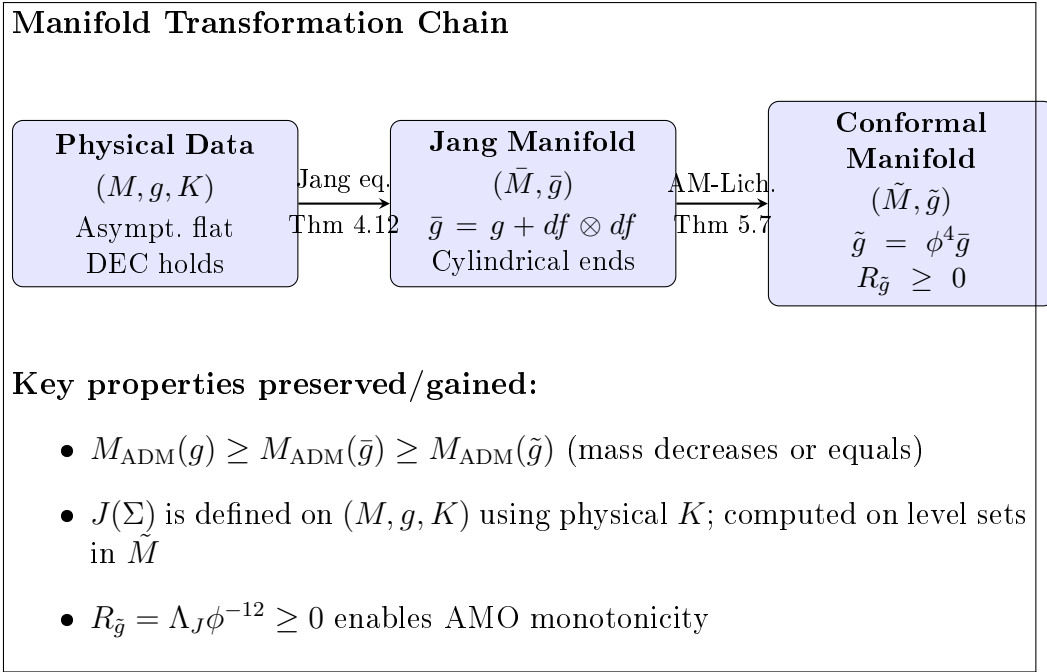 Manifold Transformation Chain
Physical Data
(M, g, K)
Asympt. flat
DEC holds
Jang eq.
Thm 4.12
Jang Manifold
(M̄, ḡ)
ḡ = g + df ⊗ df
Cylindrical ends
AM-Lich.
Thm 5.7
Conformal
Manifold
(M̃, g̃)
g̃ = ϕ⁴ḡ
R_g̃ ≥ 0
Key properties preserved/gained:
• M_ADM(g) ≥ M_ADM(ḡ) ≥ M_ADM(g̃) (mass decreases or equals)
• J(Σ) is defined on (M, g, K) using physical K; computed on level sets
in M̃
• R_g̃ = Λ_J ϕ⁻¹² ≥ 0 enables AMO monotonicity